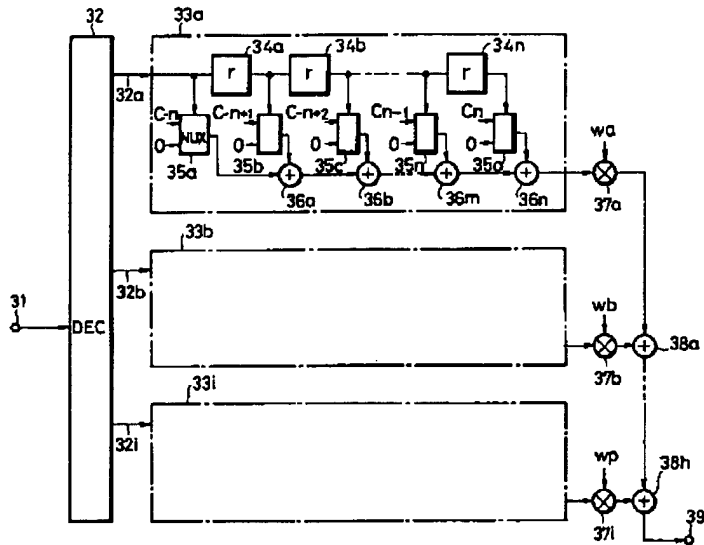 32
33a
34a
34b
34n
r
r
r
32a
C-n
C-n+1
C-n+2
Cn-1
Cn
MUX
0
0
0
0
0
35a
35b
35c
35n
35o
36a
36b
36m
36n
wa
37a
33b
31
32b
DEC
wb
37b
38a
33i
32i
wp
37i
38h
39